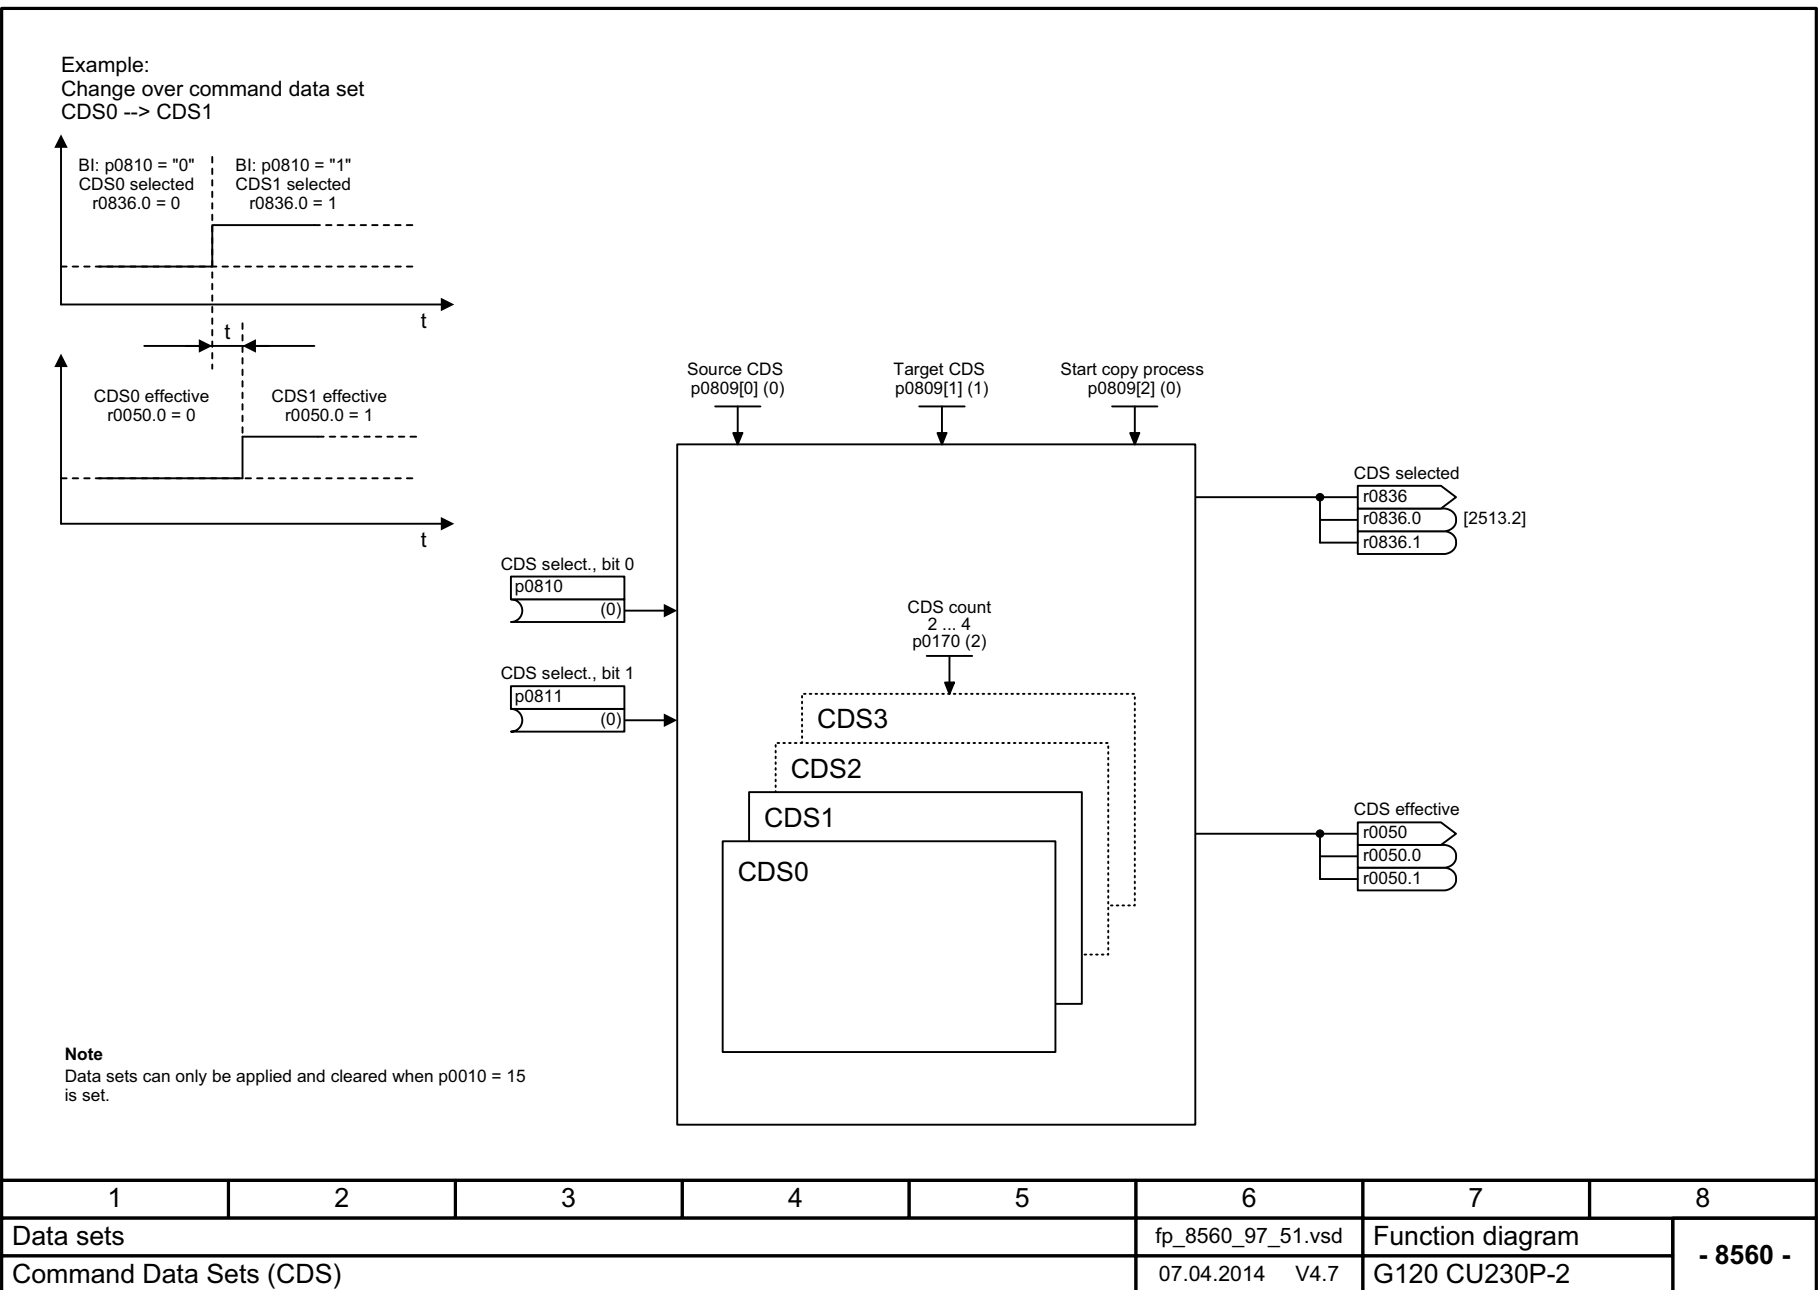 Example:
Change over command data set
CDS0 --> CDS1
BI: p0810 = "0"
CDS0 selected
r0836.0 = 0
BI: p0810 = "1"
CDS1 selected
r0836.0 = 1
t
t
CDS0 effective
r0050.0 = 0
CDS1 effective
r0050.0 = 1
t
Source CDS
p0809[0] (0)
Target CDS
p0809[1] (1)
Start copy process
p0809[2] (0)
CDS selected
r0836
r0836.0
[2513.2]
r0836.1
CDS select., bit 0
p0810
(0)
CDS select., bit 1
p0811
(0)
CDS count
2 ... 4
p0170 (2)
CDS3
CDS2
CDS1
CDS0
CDS effective
r0050
r0050.0
r0050.1
Note
Data sets can only be applied and cleared when p0010 = 15
is set.
1 2 3 4 5 6 7 8
Data sets
fp_8560_97_51.vsd
Function diagram
- 8560 -
Command Data Sets (CDS)
07.04.2014 V4.7
G120 CU230P-2